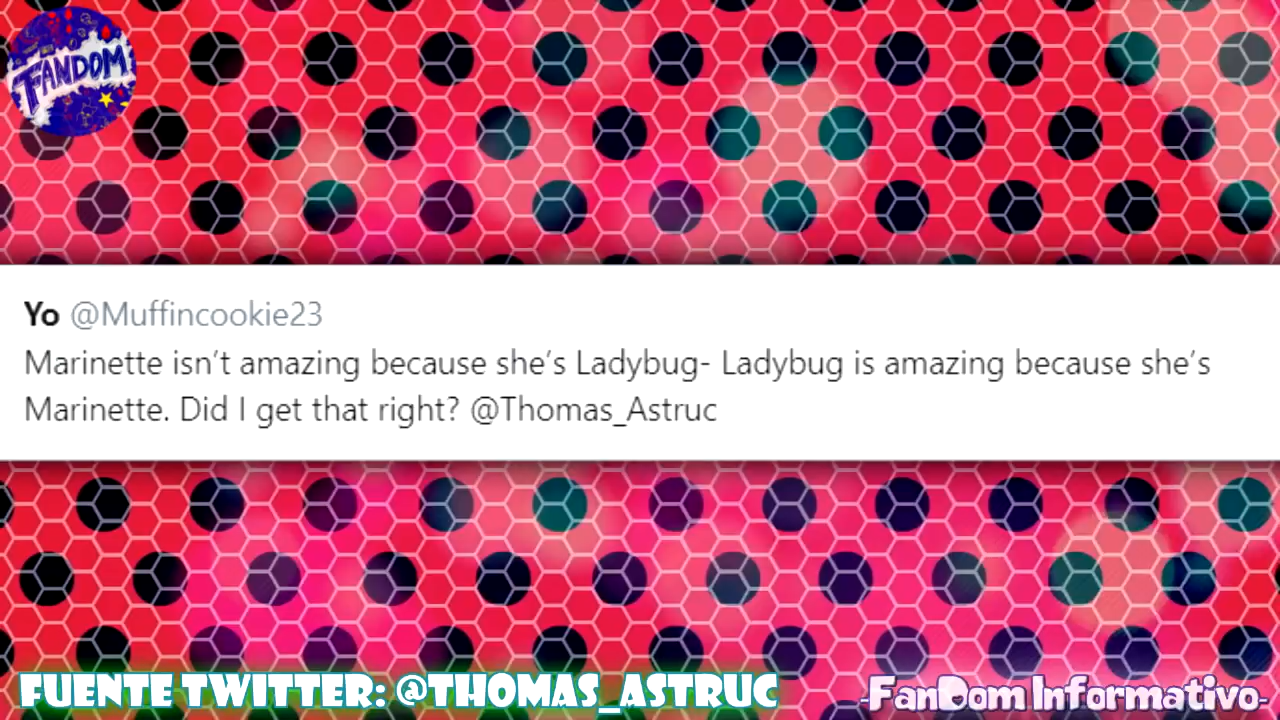 FANDOM
Yo @Muffincookie23
Marinette isn’t amazing because she’s Ladybug- Ladybug is amazing because she’s
Marinette. Did I get that right? @Thomas_Astruc
FUENTE TWITTER: @THOMAS_ASTRUC
-FanDom Informativo-